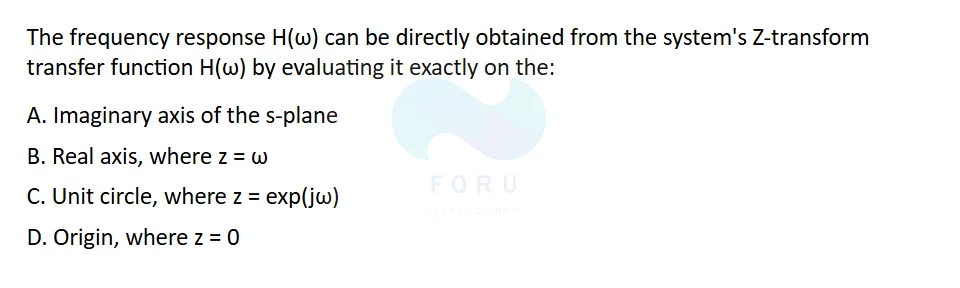 The frequency response H(ω) can be directly obtained from the system's Z-transform
transfer function H(ω) by evaluating it exactly on the:
A. Imaginary axis of the s-plane
B. Real axis, where z = ω
C. Unit circle, where z = exp(jω)
D. Origin, where z = 0
FORU